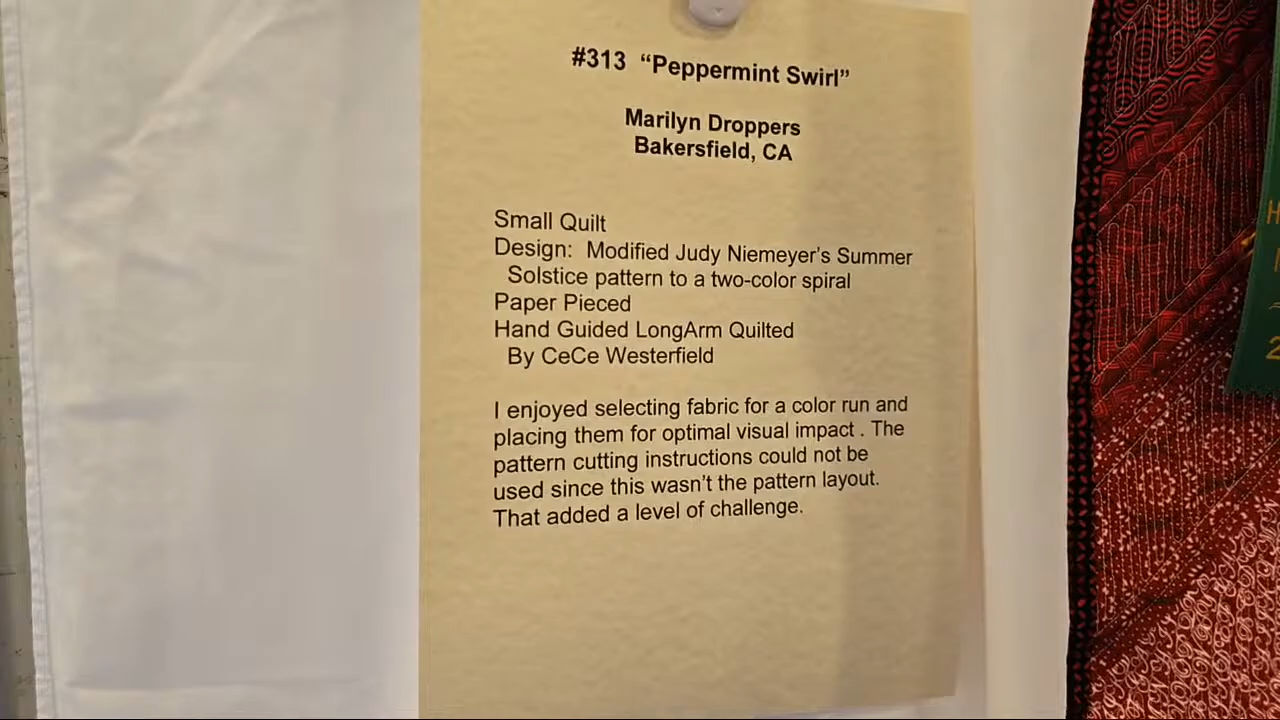 #313 “Peppermint Swirl”
Marilyn Droppers
Bakersfield, CA
Small Quilt
Design: Modified Judy Niemeyer’s Summer
Solstice pattern to a two-color spiral
Paper Pieced
Hand Guided LongArm Quilted
By CeCe Westerfield
I enjoyed selecting fabric for a color run and
placing them for optimal visual impact . The
pattern cutting instructions could not be
used since this wasn’t the pattern layout.
That added a level of challenge.